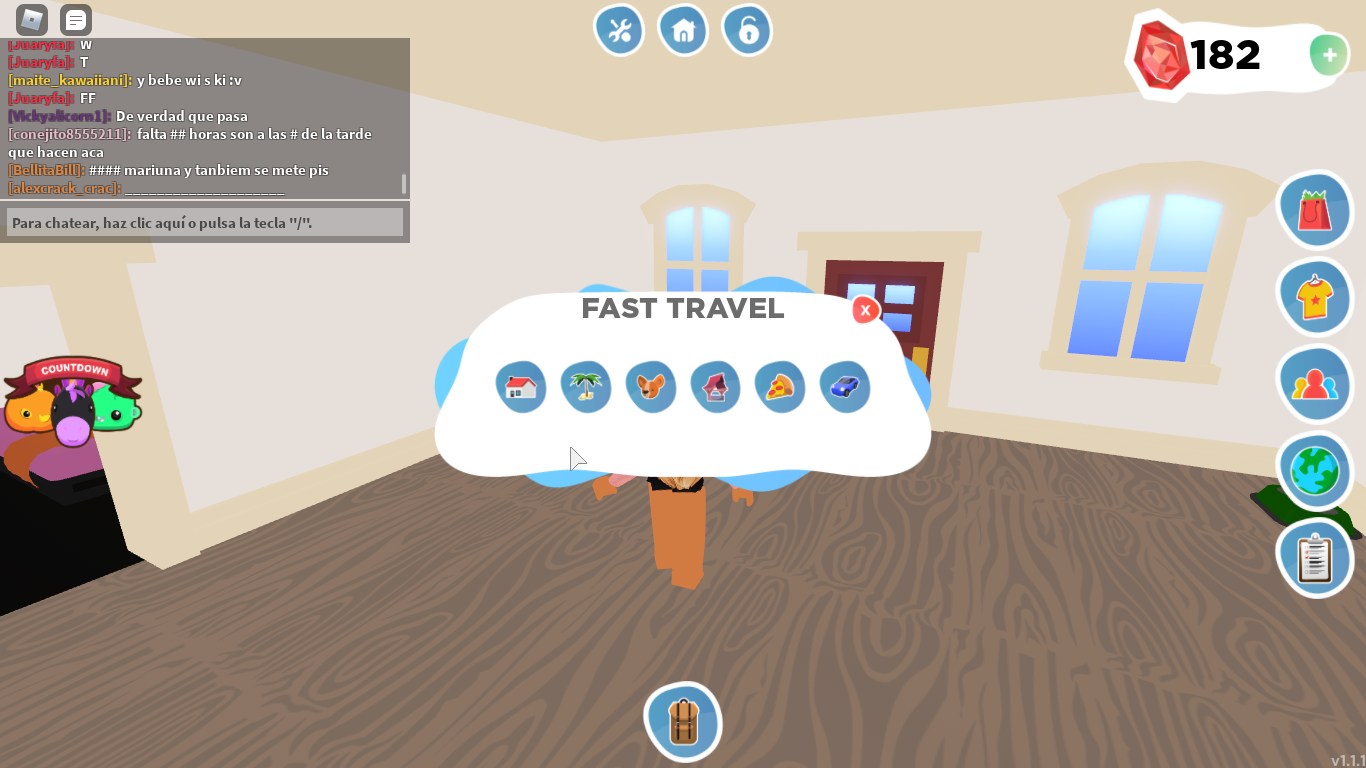 [Juaryfa]: W
[Juaryfa]: T
[maite_kawaiiani]: y bebe wi s ki :v
[Juaryfa]: FF
[Vickyalicorn1]: De verdad que pasa
[conejito8555211]: falta ## horas son a las # de la tarde
que hacen aca
[BellitaBill]: #### mariuna y tanbiem se mete pis
[alexcrack_crac]: ____________________
Para chatear, haz clic aquí o pulsa la tecla "/".
182
+
FAST TRAVEL
X
COUNTDOWN
v1.1.1